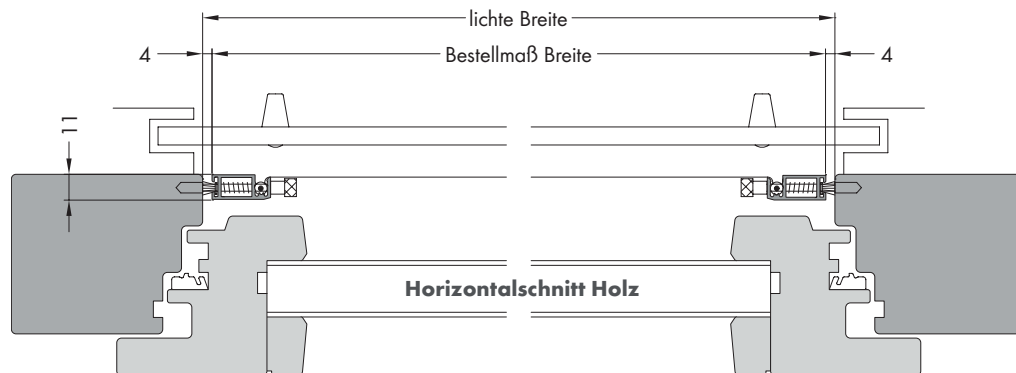 lichte Breite
4
Bestellmaß Breite
4
11
Horizontalschnitt Holz